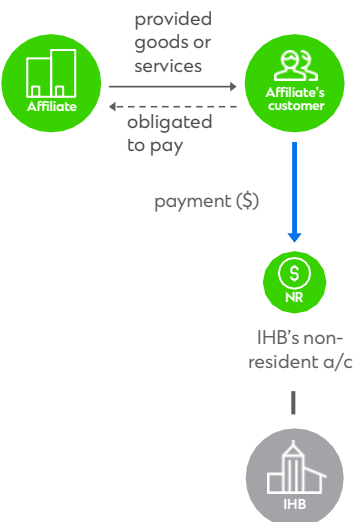 provided
goods or
services
Affiliate
Affiliate's
customer
obligated
to pay
payment ($)
$
NR
IHB's non-
resident a/c
IHB